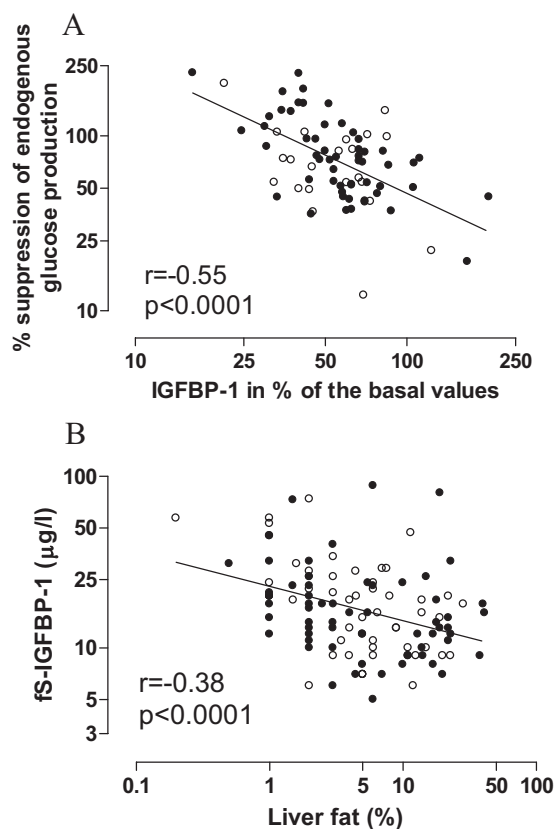 A
% suppression of endogenous
glucose production
250
100
50
25
10
r=-0.55
p<0.0001
10 25 50 100 250
IGFBP-1 in % of the basal values
B
fS-IGFBP-1 (µg/l)
100
50
25
10
5
3
r=-0.38
p<0.0001
0.1 1 5 10 50 100
Liver fat (%)